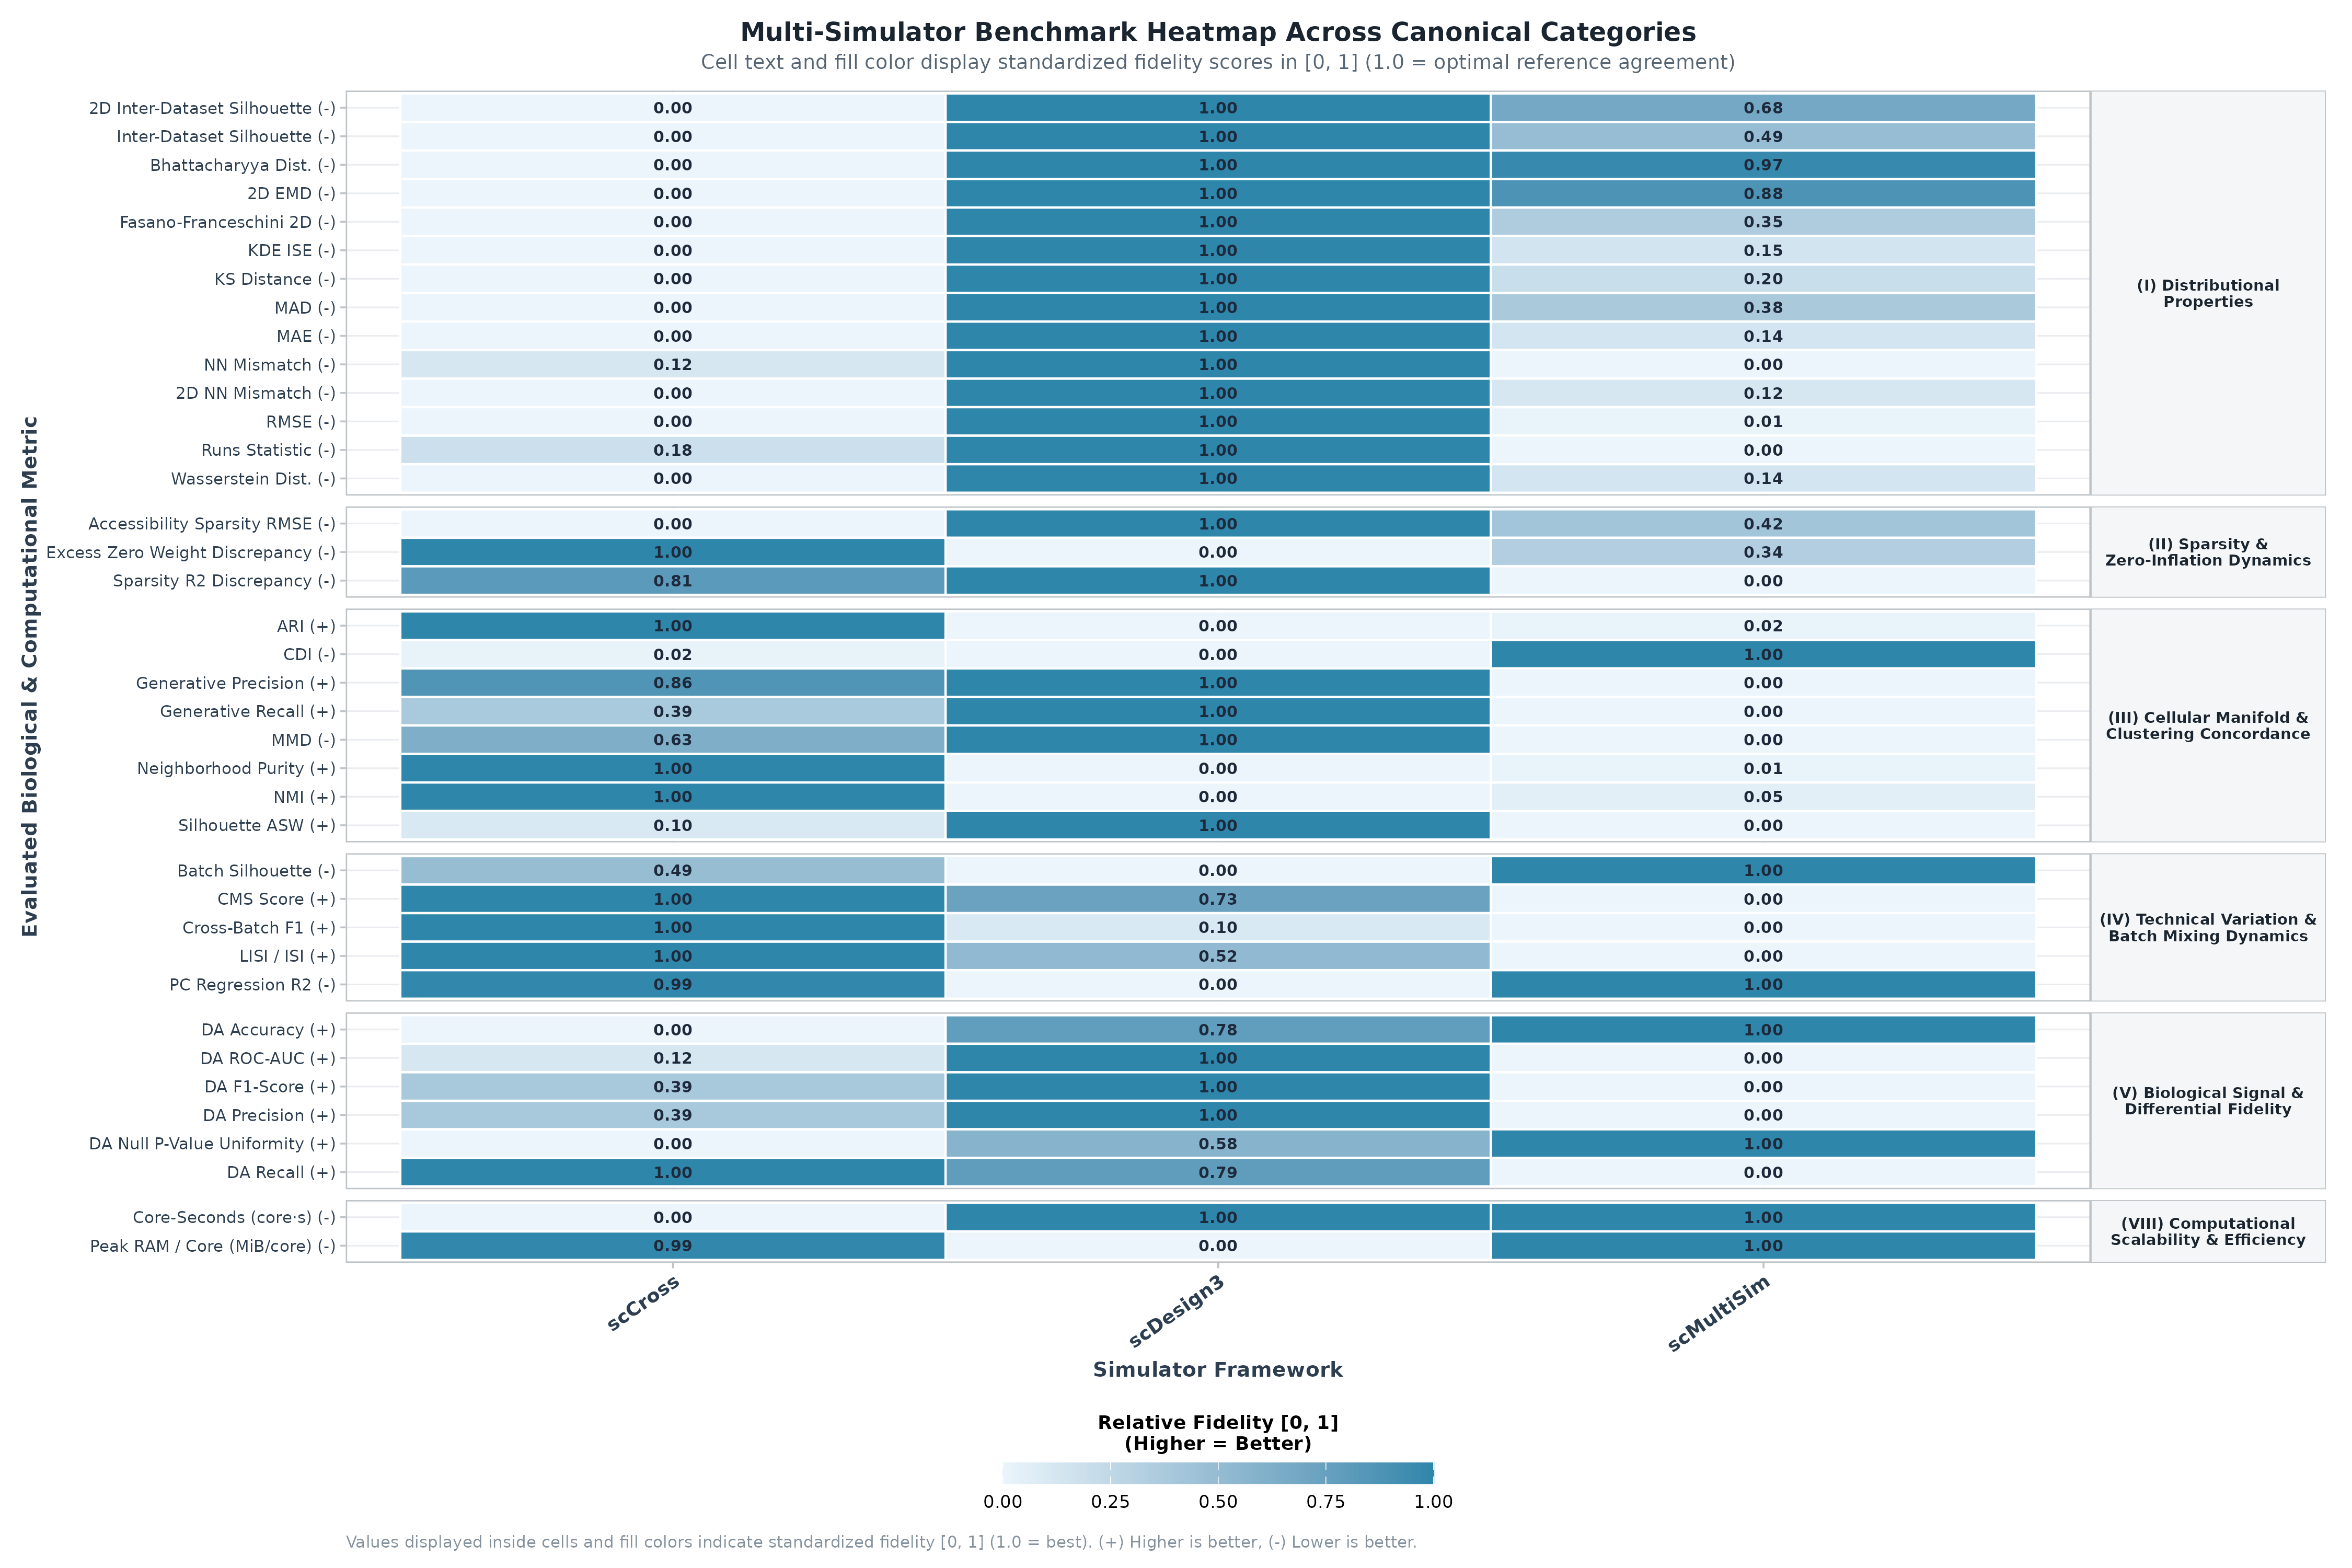 Multi-Simulator Benchmark Heatmap Across Canonical Categories
Cell text and fill color display standardized fidelity scores in [0, 1] (1.0 = optimal reference agreement)
Evaluated Biological & Computational Metric
2D Inter-Dataset Silhouette (-) 0.00 1.00 0.68
Inter-Dataset Silhouette (-) 0.00 1.00 0.49
Bhattacharyya Dist. (-) 0.00 1.00 0.97
2D EMD (-) 0.00 1.00 0.88
Fasano-Franceschini 2D (-) 0.00 1.00 0.35
KDE ISE (-) 0.00 1.00 0.15
KS Distance (-) 0.00 1.00 0.20
MAD (-) 0.00 1.00 0.38
MAE (-) 0.00 1.00 0.14
NN Mismatch (-) 0.12 1.00 0.00
2D NN Mismatch (-) 0.00 1.00 0.12
RMSE (-) 0.00 1.00 0.01
Runs Statistic (-) 0.18 1.00 0.00
Wasserstein Dist. (-) 0.00 1.00 0.14
(I) Distributional
Properties
Accessibility Sparsity RMSE (-) 0.00 1.00 0.42
Excess Zero Weight Discrepancy (-) 1.00 0.00 0.34
Sparsity R2 Discrepancy (-) 0.81 1.00 0.00
(II) Sparsity &
Zero-Inflation Dynamics
ARI (+) 1.00 0.00 0.02
CDI (-) 0.02 0.00 1.00
Generative Precision (+) 0.86 1.00 0.00
Generative Recall (+) 0.39 1.00 0.00
MMD (-) 0.63 1.00 0.00
Neighborhood Purity (+) 1.00 0.00 0.01
NMI (+) 1.00 0.00 0.05
Silhouette ASW (+) 0.10 1.00 0.00
(III) Cellular Manifold &
Clustering Concordance
Batch Silhouette (-) 0.49 0.00 1.00
CMS Score (+) 1.00 0.73 0.00
Cross-Batch F1 (+) 1.00 0.10 0.00
LISI / ISI (+) 1.00 0.52 0.00
PC Regression R2 (-) 0.99 0.00 1.00
(IV) Technical Variation &
Batch Mixing Dynamics
DA Accuracy (+) 0.00 0.78 1.00
DA ROC-AUC (+) 0.12 1.00 0.00
DA F1-Score (+) 0.39 1.00 0.00
DA Precision (+) 0.39 1.00 0.00
DA Null P-Value Uniformity (+) 0.00 0.58 1.00
DA Recall (+) 1.00 0.79 0.00
(V) Biological Signal &
Differential Fidelity
Core-Seconds (core·s) (-) 0.00 1.00 1.00
Peak RAM / Core (MiB/core) (-) 0.99 0.00 1.00
(VIII) Computational
Scalability & Efficiency
scCross scDesign3 scMultiSim
Simulator Framework
Relative Fidelity [0, 1]
(Higher = Better)
0.00 0.25 0.50 0.75 1.00
Values displayed inside cells and fill colors indicate standardized fidelity [0, 1] (1.0 = best). (+) Higher is better, (-) Lower is better.